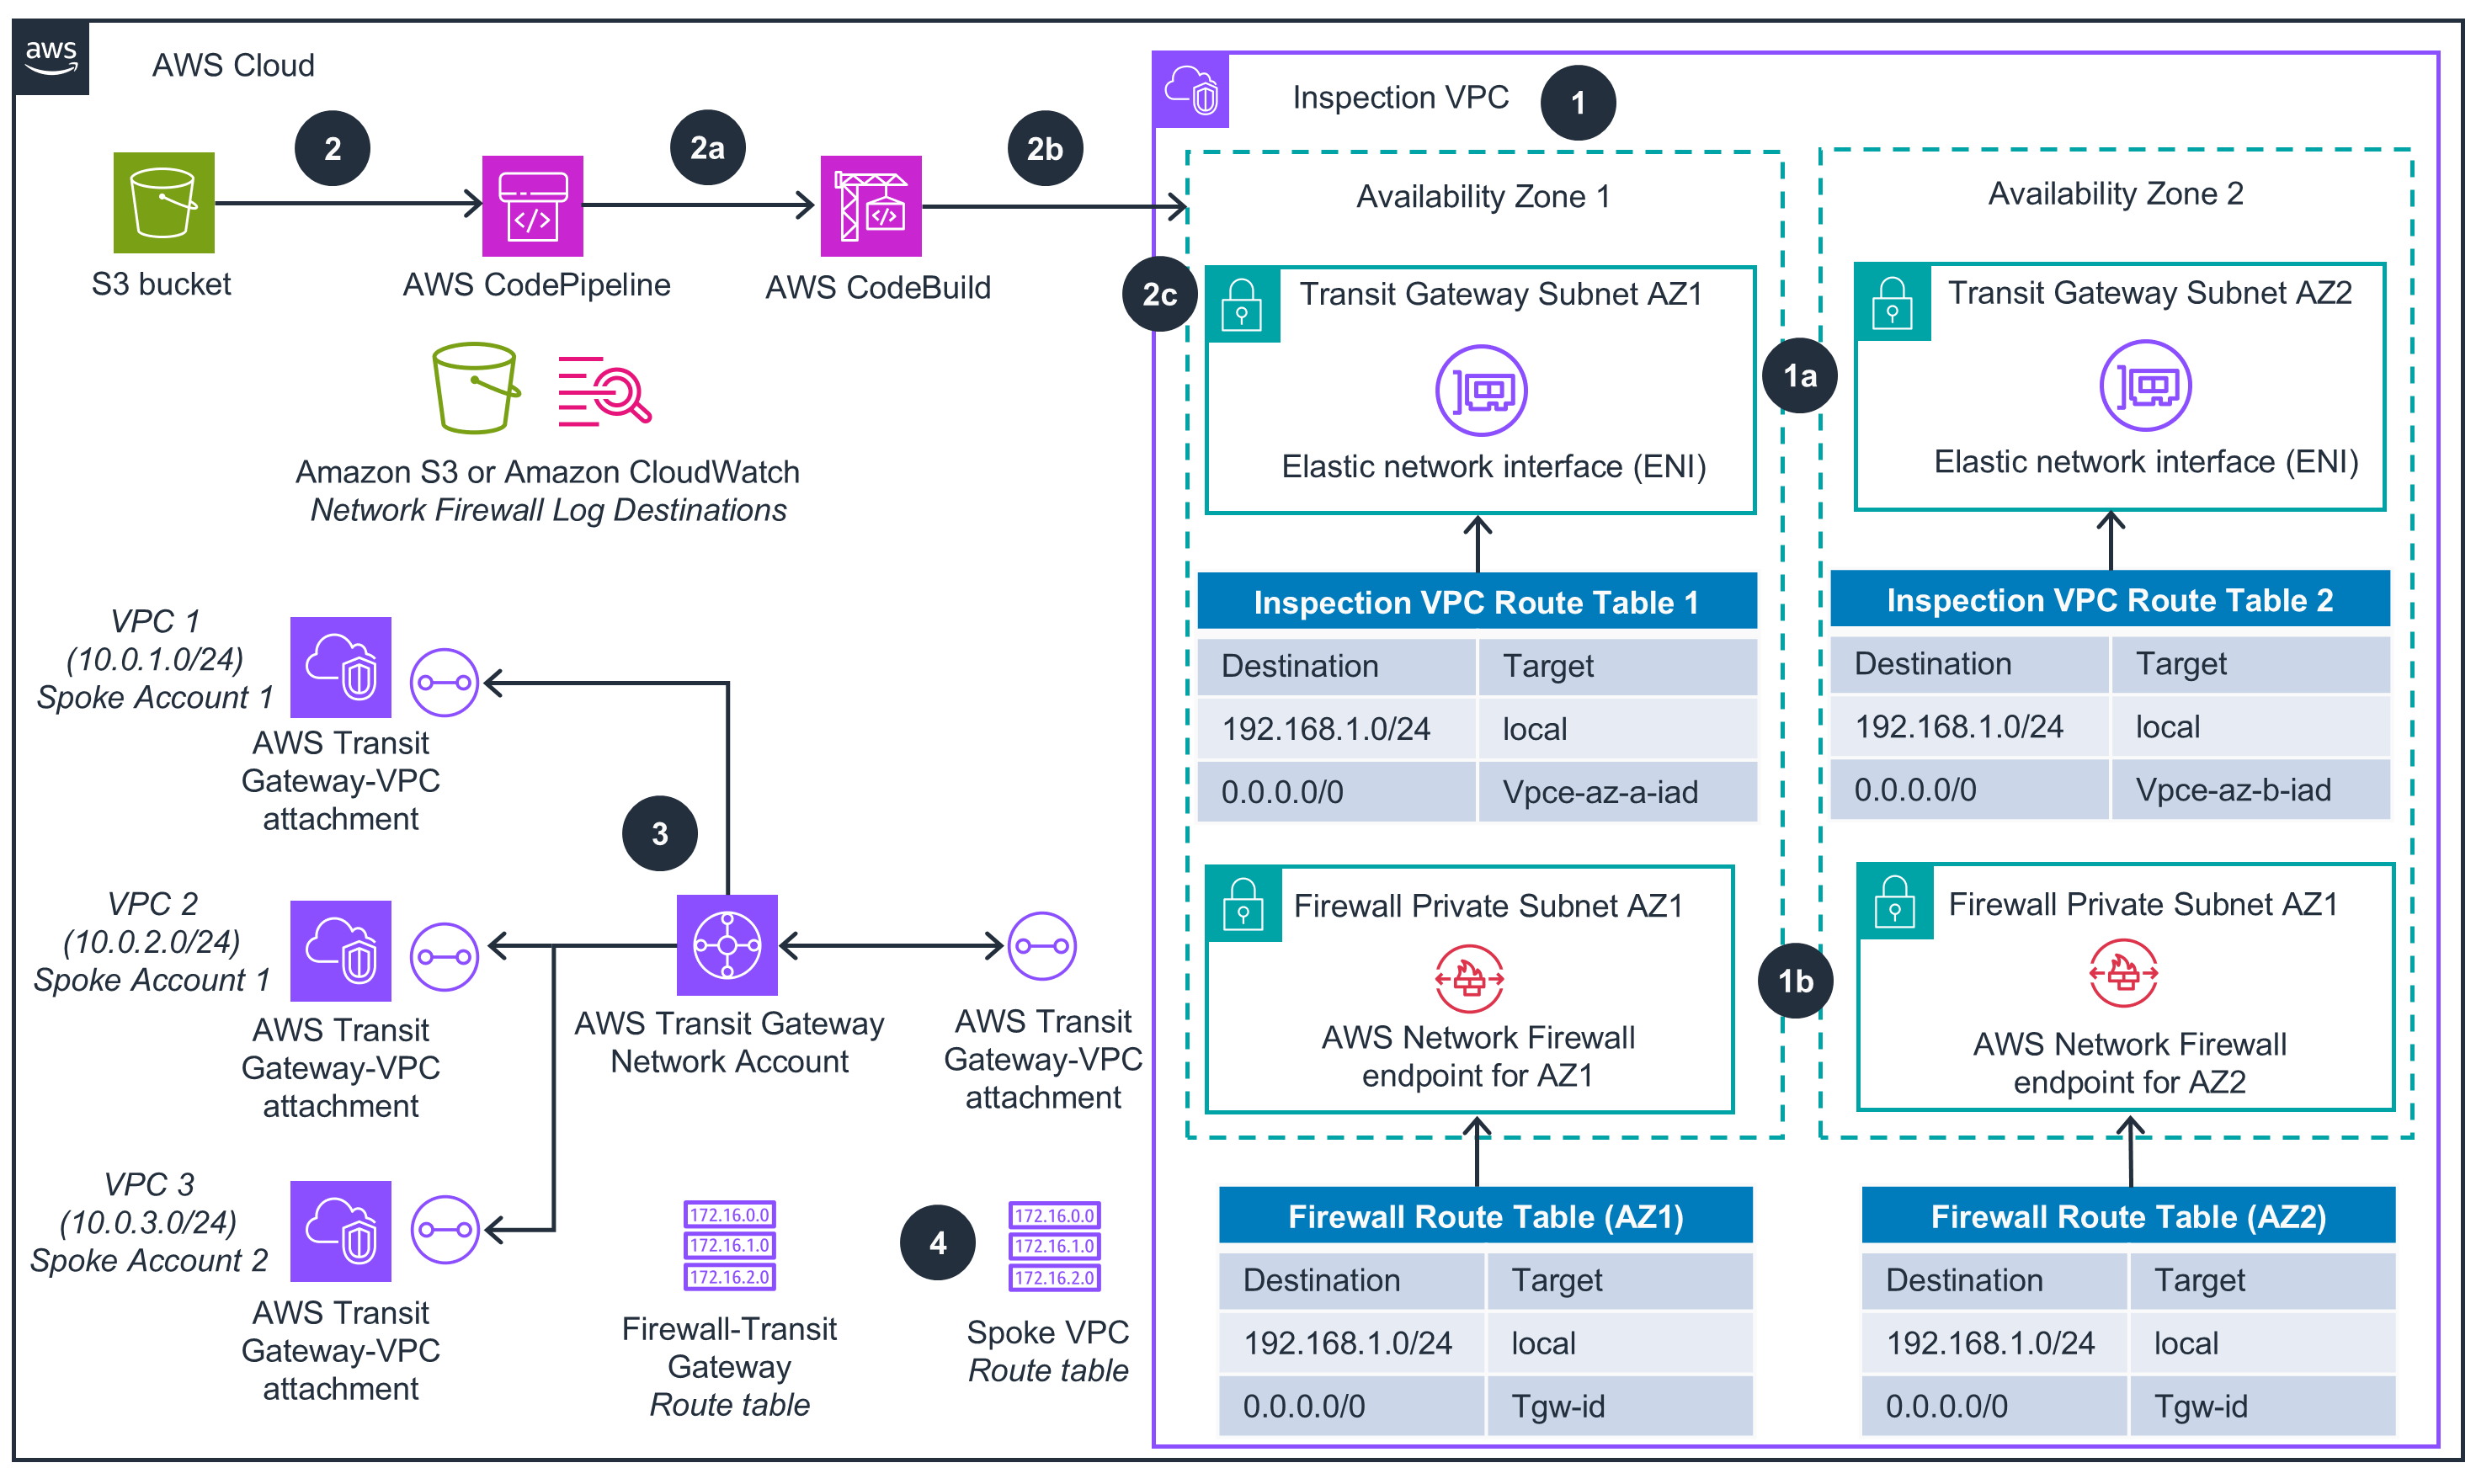 aws
AWS Cloud
2
2a
2b
S3 bucket
AWS CodePipeline
AWS CodeBuild
Amazon S3 or Amazon CloudWatch
Network Firewall Log Destinations
VPC 1
(10.0.1.0/24)
Spoke Account 1
AWS Transit
Gateway-VPC
attachment
3
VPC 2
(10.0.2.0/24)
Spoke Account 1
AWS Transit
Gateway-VPC
attachment
AWS Transit Gateway
Network Account
AWS Transit
Gateway-VPC
attachment
VPC 3
(10.0.3.0/24)
Spoke Account 2
AWS Transit
Gateway-VPC
attachment
172.16.0.0
172.16.1.0
172.16.2.0
Firewall-Transit
Gateway
Route table
4
172.16.0.0
172.16.1.0
172.16.2.0
Spoke VPC
Route table
Inspection VPC
1
2c
Availability Zone 1
Transit Gateway Subnet AZ1
Elastic network interface (ENI)
1a
Availability Zone 2
Transit Gateway Subnet AZ2
Elastic network interface (ENI)
Inspection VPC Route Table 1
Destination Target
192.168.1.0/24 local
0.0.0.0/0 Vpce-az-a-iad
Inspection VPC Route Table 2
Destination Target
192.168.1.0/24 local
0.0.0.0/0 Vpce-az-b-iad
Firewall Private Subnet AZ1
AWS Network Firewall
endpoint for AZ1
1b
Firewall Private Subnet AZ1
AWS Network Firewall
endpoint for AZ2
Firewall Route Table (AZ1)
Destination Target
192.168.1.0/24 local
0.0.0.0/0 Tgw-id
Firewall Route Table (AZ2)
Destination Target
192.168.1.0/24 local
0.0.0.0/0 Tgw-id